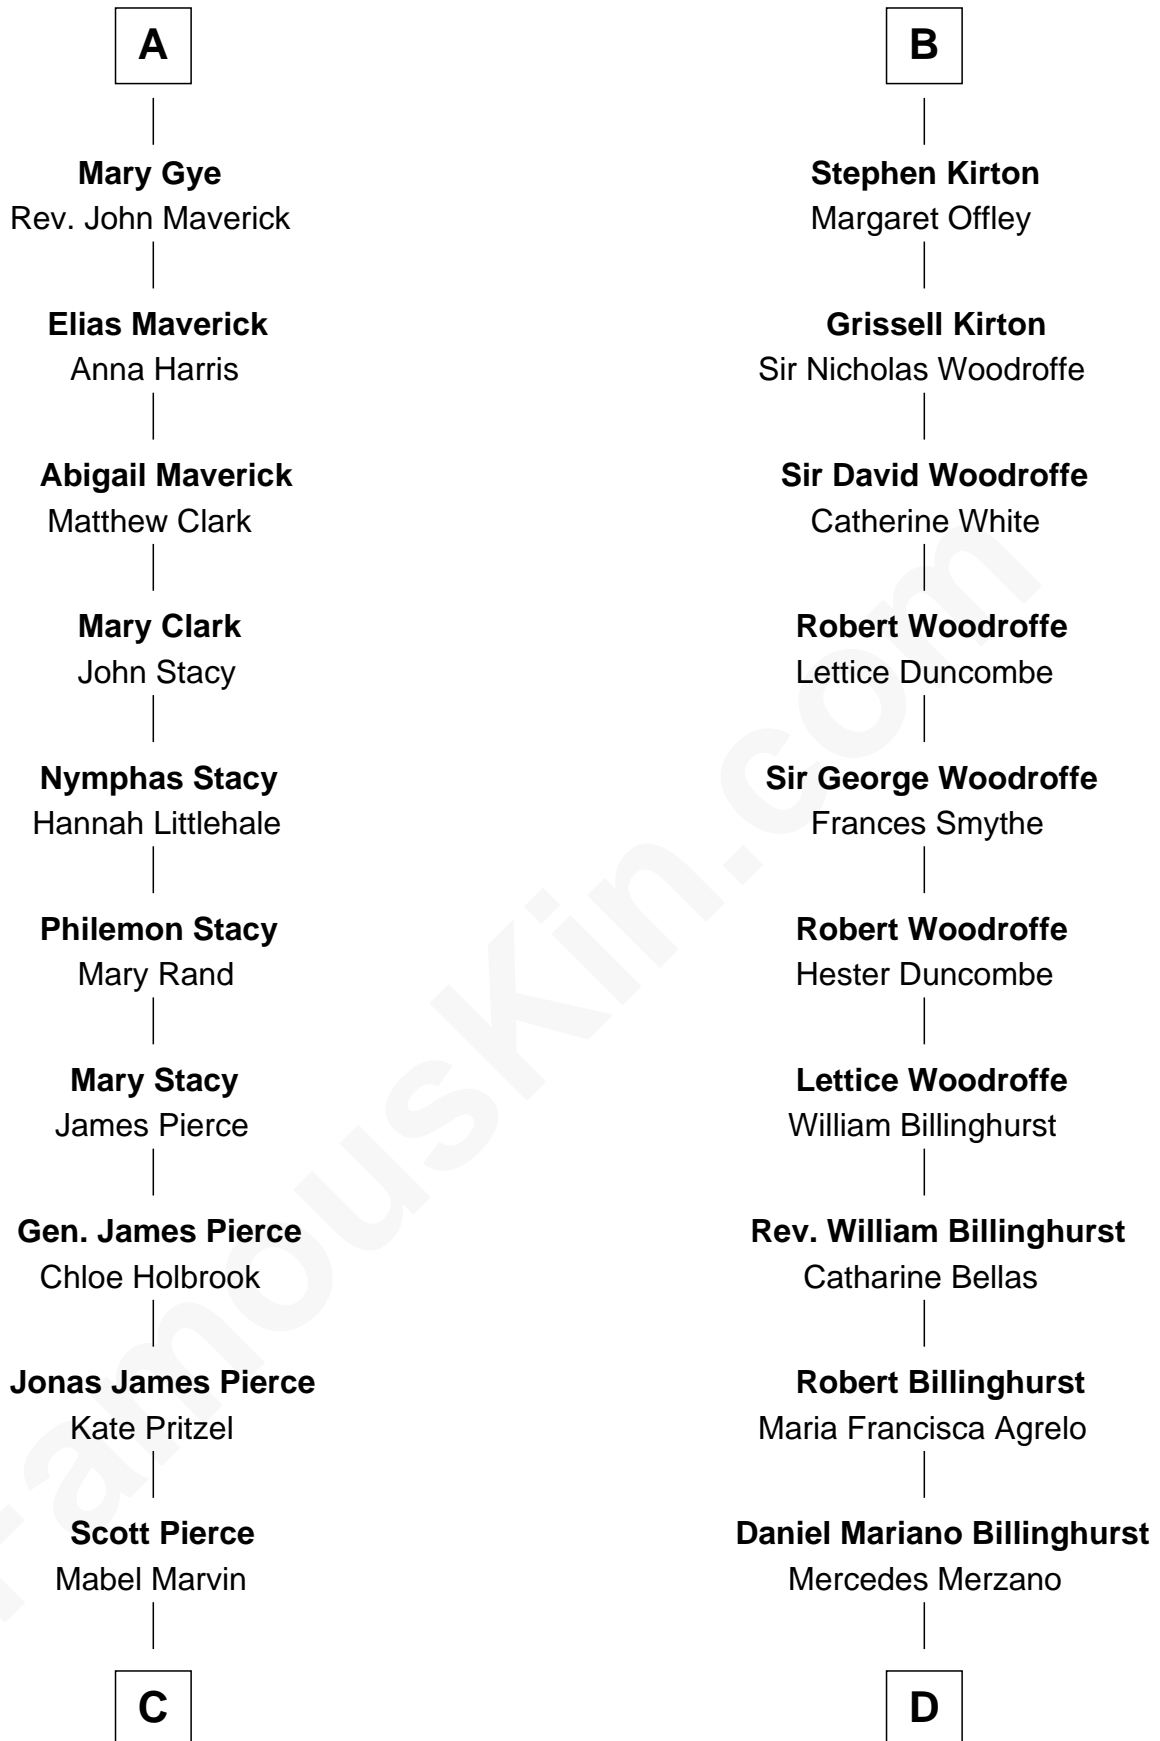 A
Mary Gye
Rev. John Maverick
Elias Maverick
Anna Harris
Abigail Maverick
Matthew Clark
Mary Clark
John Stacy
Nymphas Stacy
Hannah Littlehale
Philemon Stacy
Mary Rand
Mary Stacy
James Pierce
Gen. James Pierce
Chloe Holbrook
Jonas James Pierce
Kate Pritzel
Scott Pierce
Mabel Marvin
C
B
Stephen Kirton
Margaret Offley
Grissell Kirton
Sir Nicholas Woodroffe
Sir David Woodroffe
Catherine White
Robert Woodroffe
Lettice Duncombe
Sir George Woodroffe
Frances Smythe
Robert Woodroffe
Hester Duncombe
Lettice Woodroffe
William Billinghurst
Rev. William Billinghurst
Catharine Bellas
Robert Billinghurst
Maria Francisca Agrelo
Daniel Mariano Billinghurst
Mercedes Merzano
D
FamousKin.com